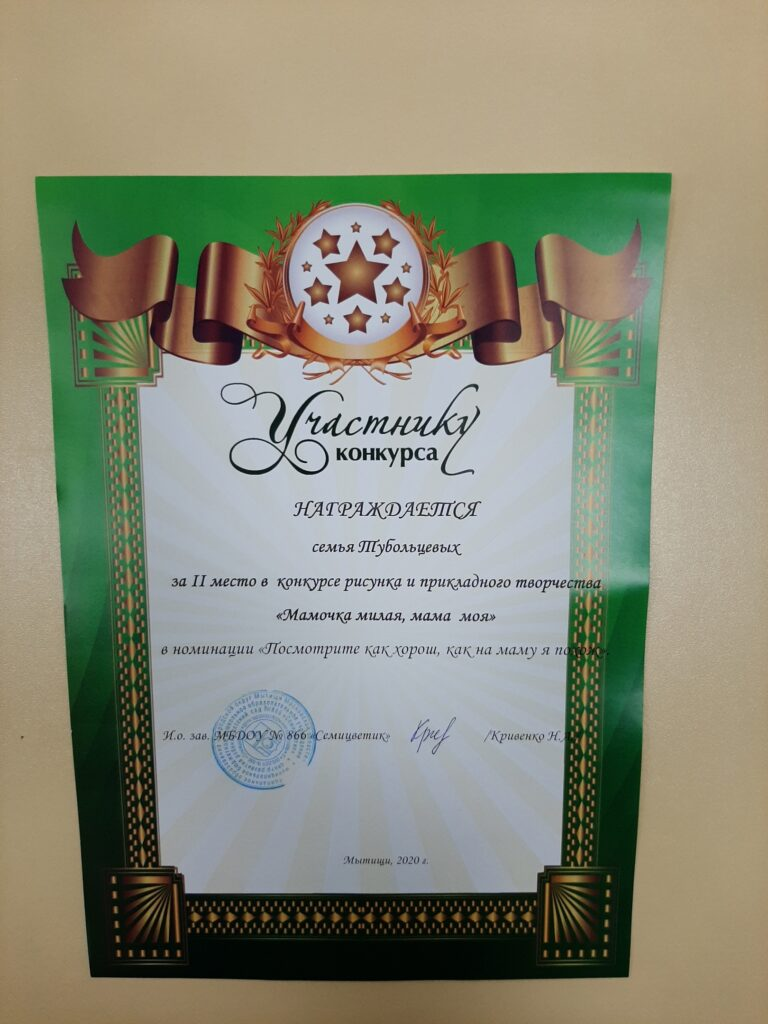 Участнику
конкурса
НАГРАЖДАЕТСЯ
семья Тубольцевых
за II место в конкурсе рисунка и прикладного творчества
«Мамочка милая, мама моя»
в номинации «Посмотрите как хорош, как на маму я похож».
И.о. зав. МБДОУ № 866 «Семицветик» /Кривенко Н.
Мытищи, 2020 г.